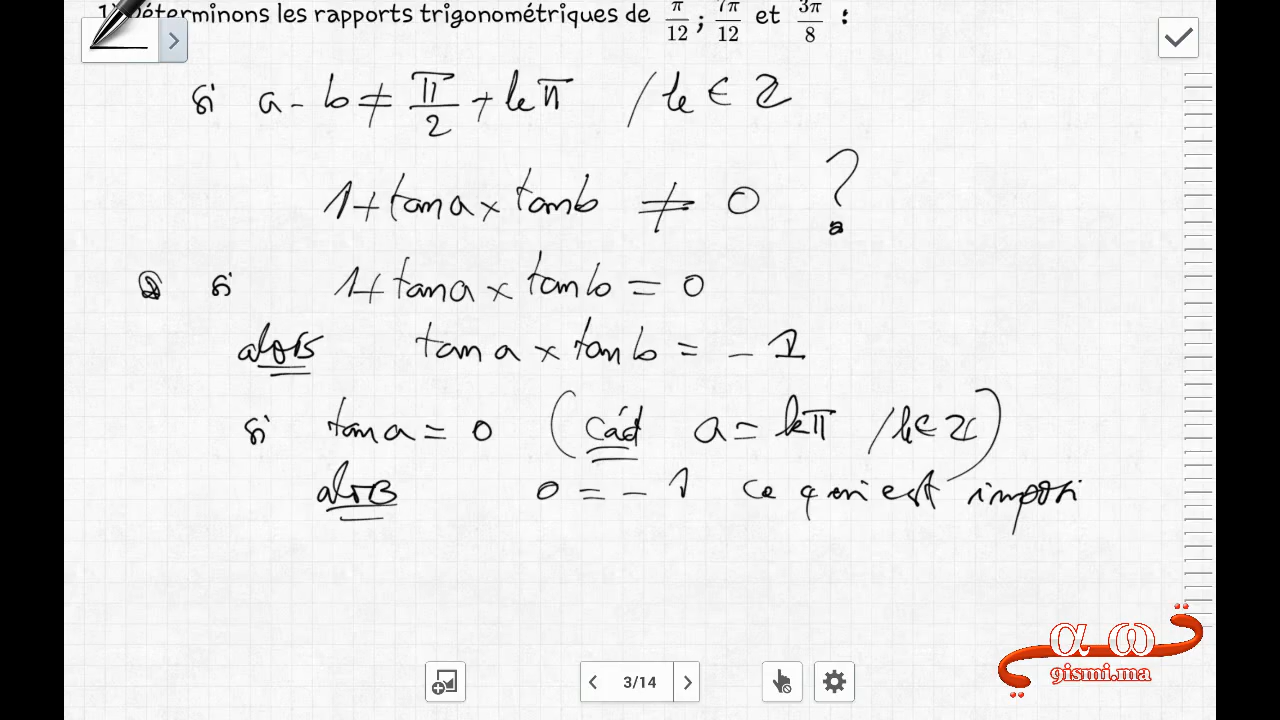 1) Déterminons les rapports trigonométriques de π/12 ; 7π/12 et 3π/8 :
si a - b ≠ π/2 + kπ / k ∈ ℤ
1 + tan a × tan b ≠ 0 ?
si 1 + tan a × tan b = 0
alors tan a × tan b = - 1
si tan a = 0 (càd a = kπ / k ∈ ℤ)
alors 0 = - 1 ce qui est impossi
α ω
gismi.ma
3/14